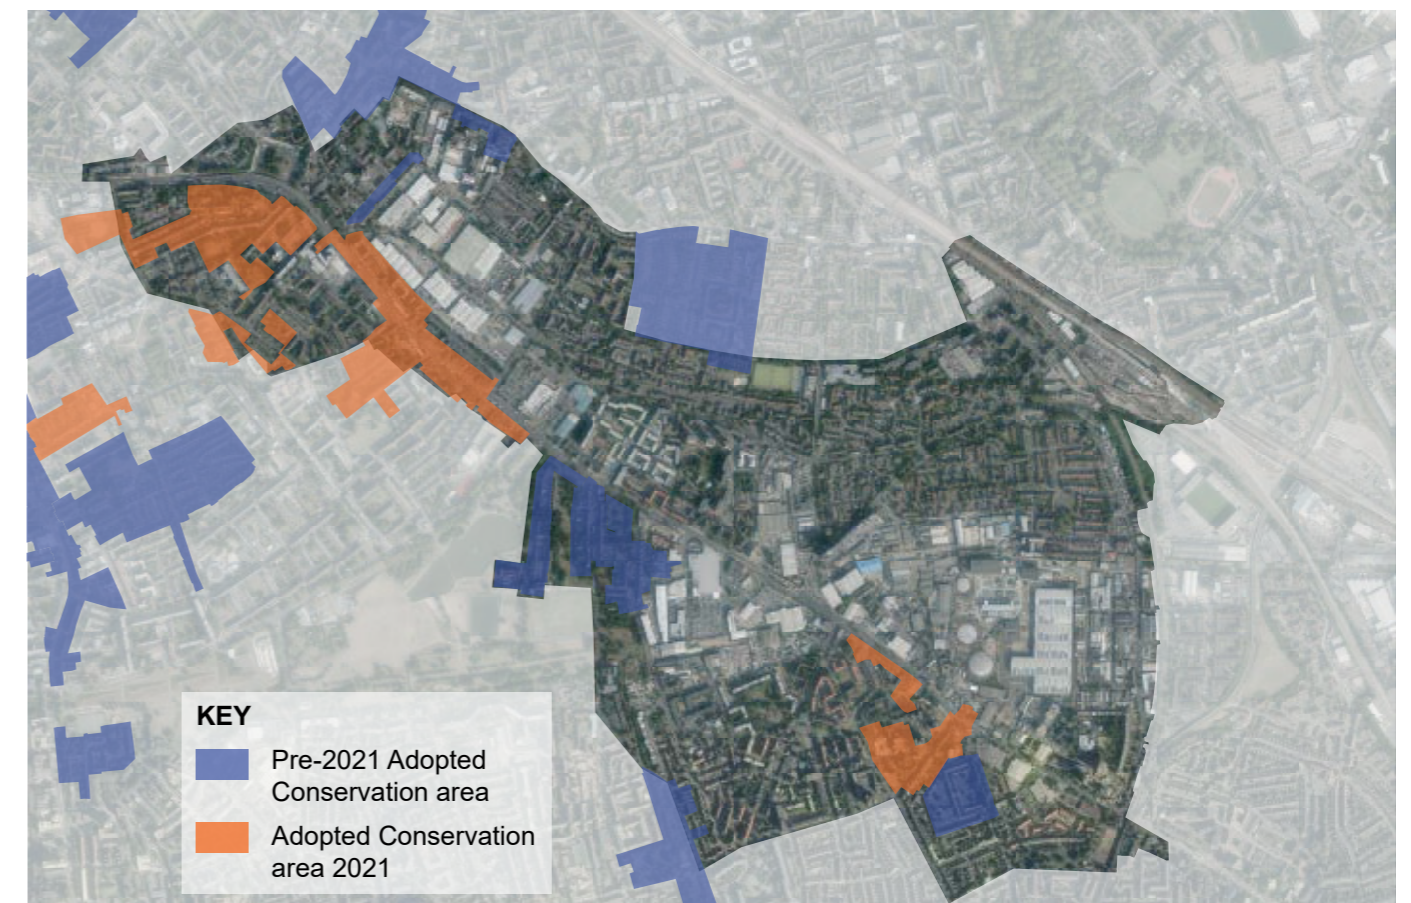 KEY
Pre-2021 Adopted
Conservation area
Adopted Conservation
area 2021